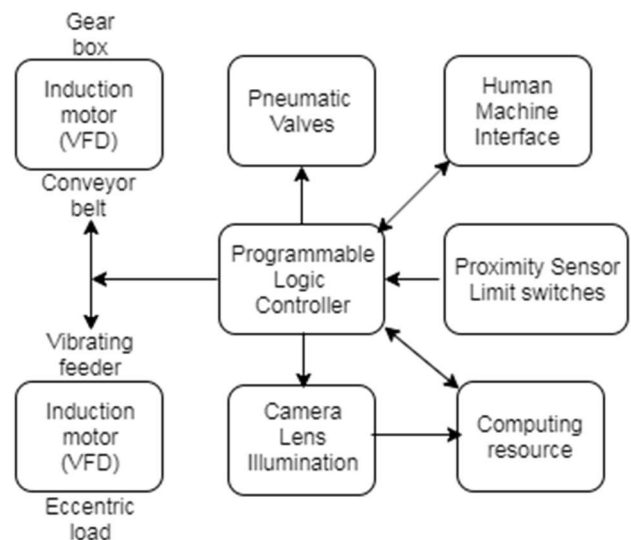 Gear
box
Induction
motor
(VFD)
Conveyor
belt
Pneumatic
Valves
Human
Machine
Interface
Programmable
Logic
Controller
Proximity Sensor
Limit switches
Vibrating
feeder
Induction
motor
(VFD)
Eccentric
load
Camera
Lens
Illumination
Computing
resource